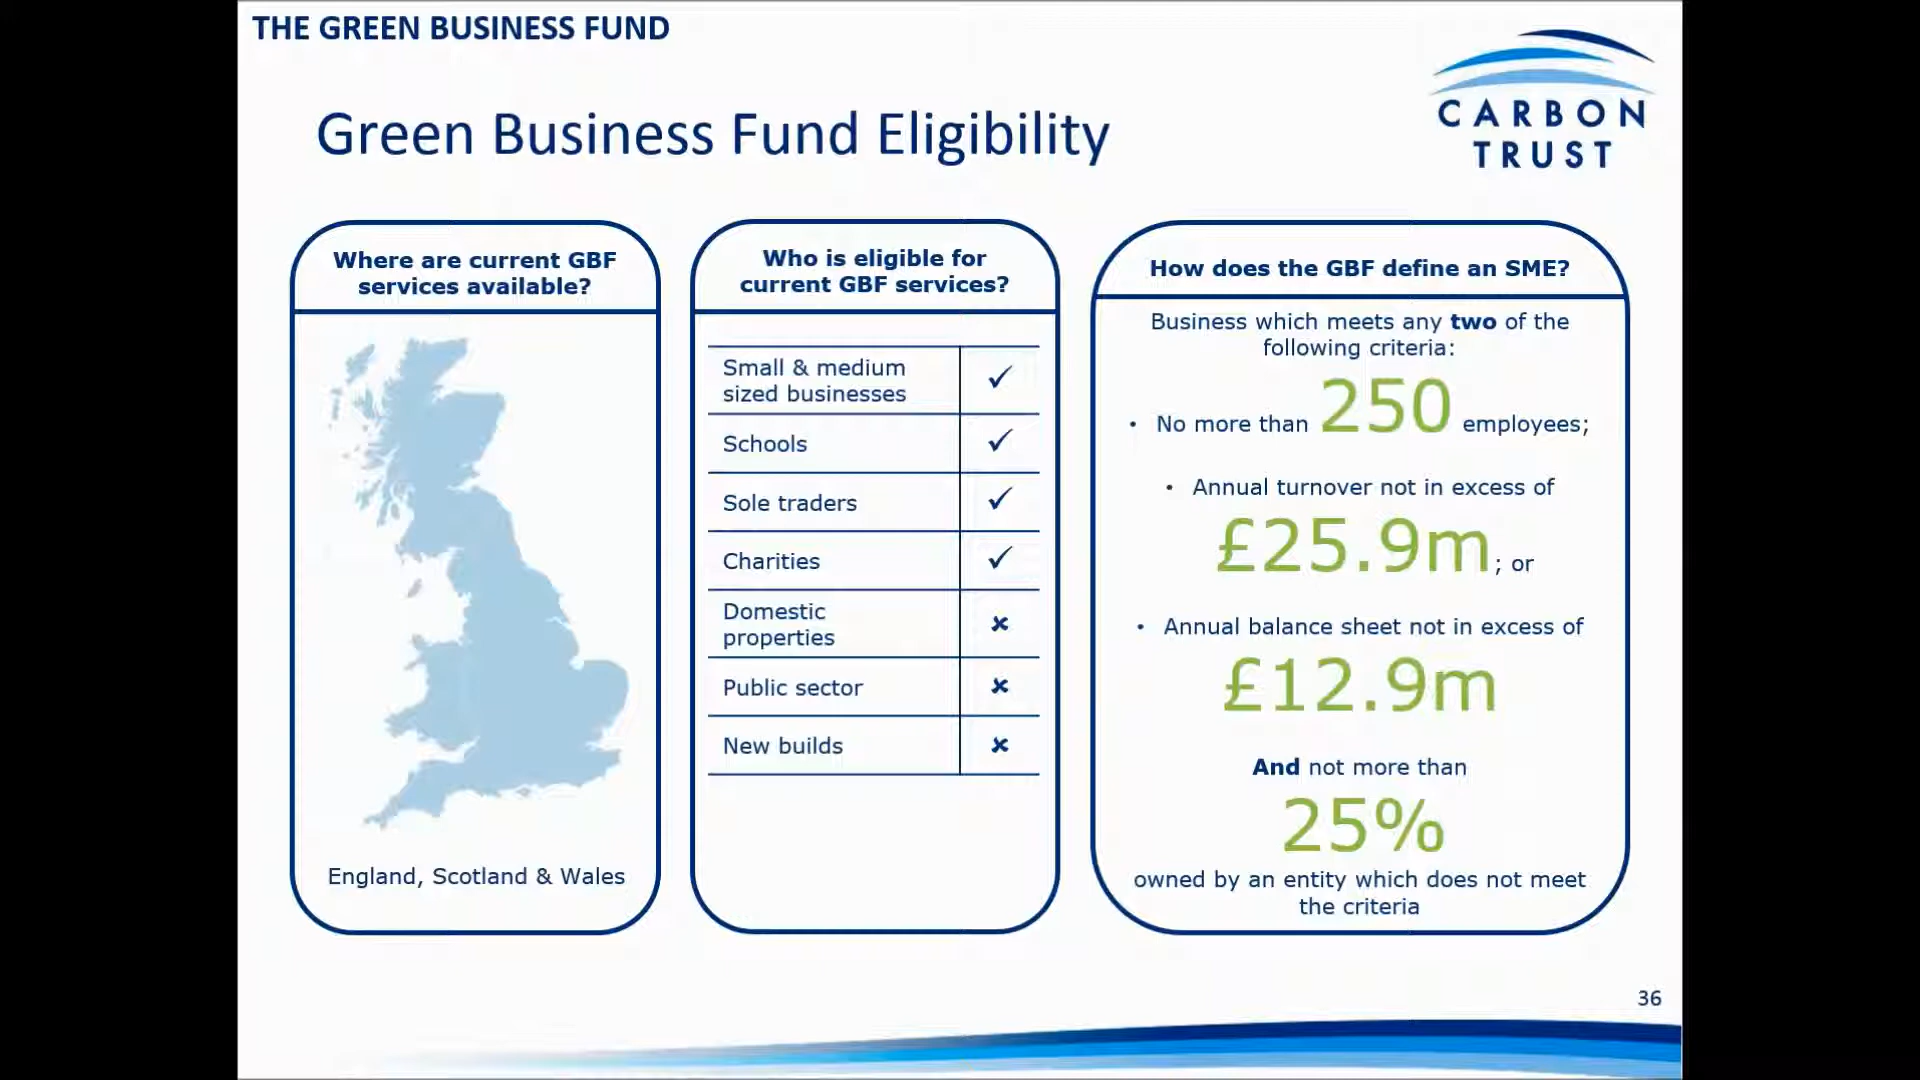 THE GREEN BUSINESS FUND
CARBON
TRUST
Green Business Fund Eligibility
Where are current GBF
services available?
England, Scotland & Wales
Who is eligible for
current GBF services?
Small & medium
sized businesses ✓
Schools ✓
Sole traders ✓
Charities ✓
Domestic
properties ×
Public sector ×
New builds ×
How does the GBF define an SME?
Business which meets any two of the
following criteria:
• No more than 250 employees;
• Annual turnover not in excess of
£25.9m; or
• Annual balance sheet not in excess of
£12.9m
And not more than
25%
owned by an entity which does not meet
the criteria
36